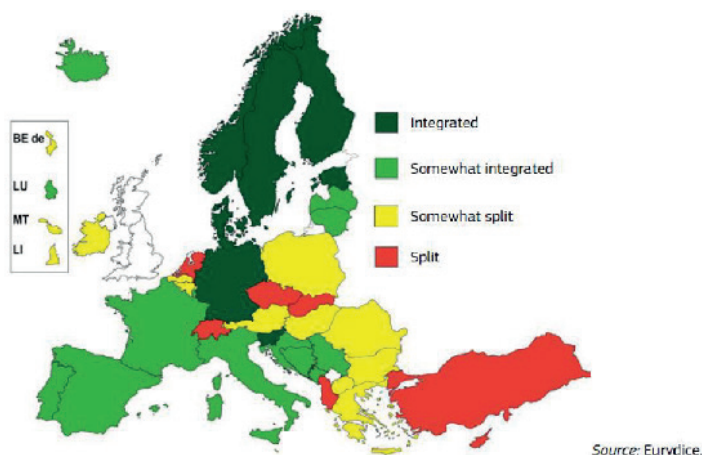 BE de
LU
MT
LI
Integrated
Somewhat integrated
Somewhat split
Split
Source: Eurydice.